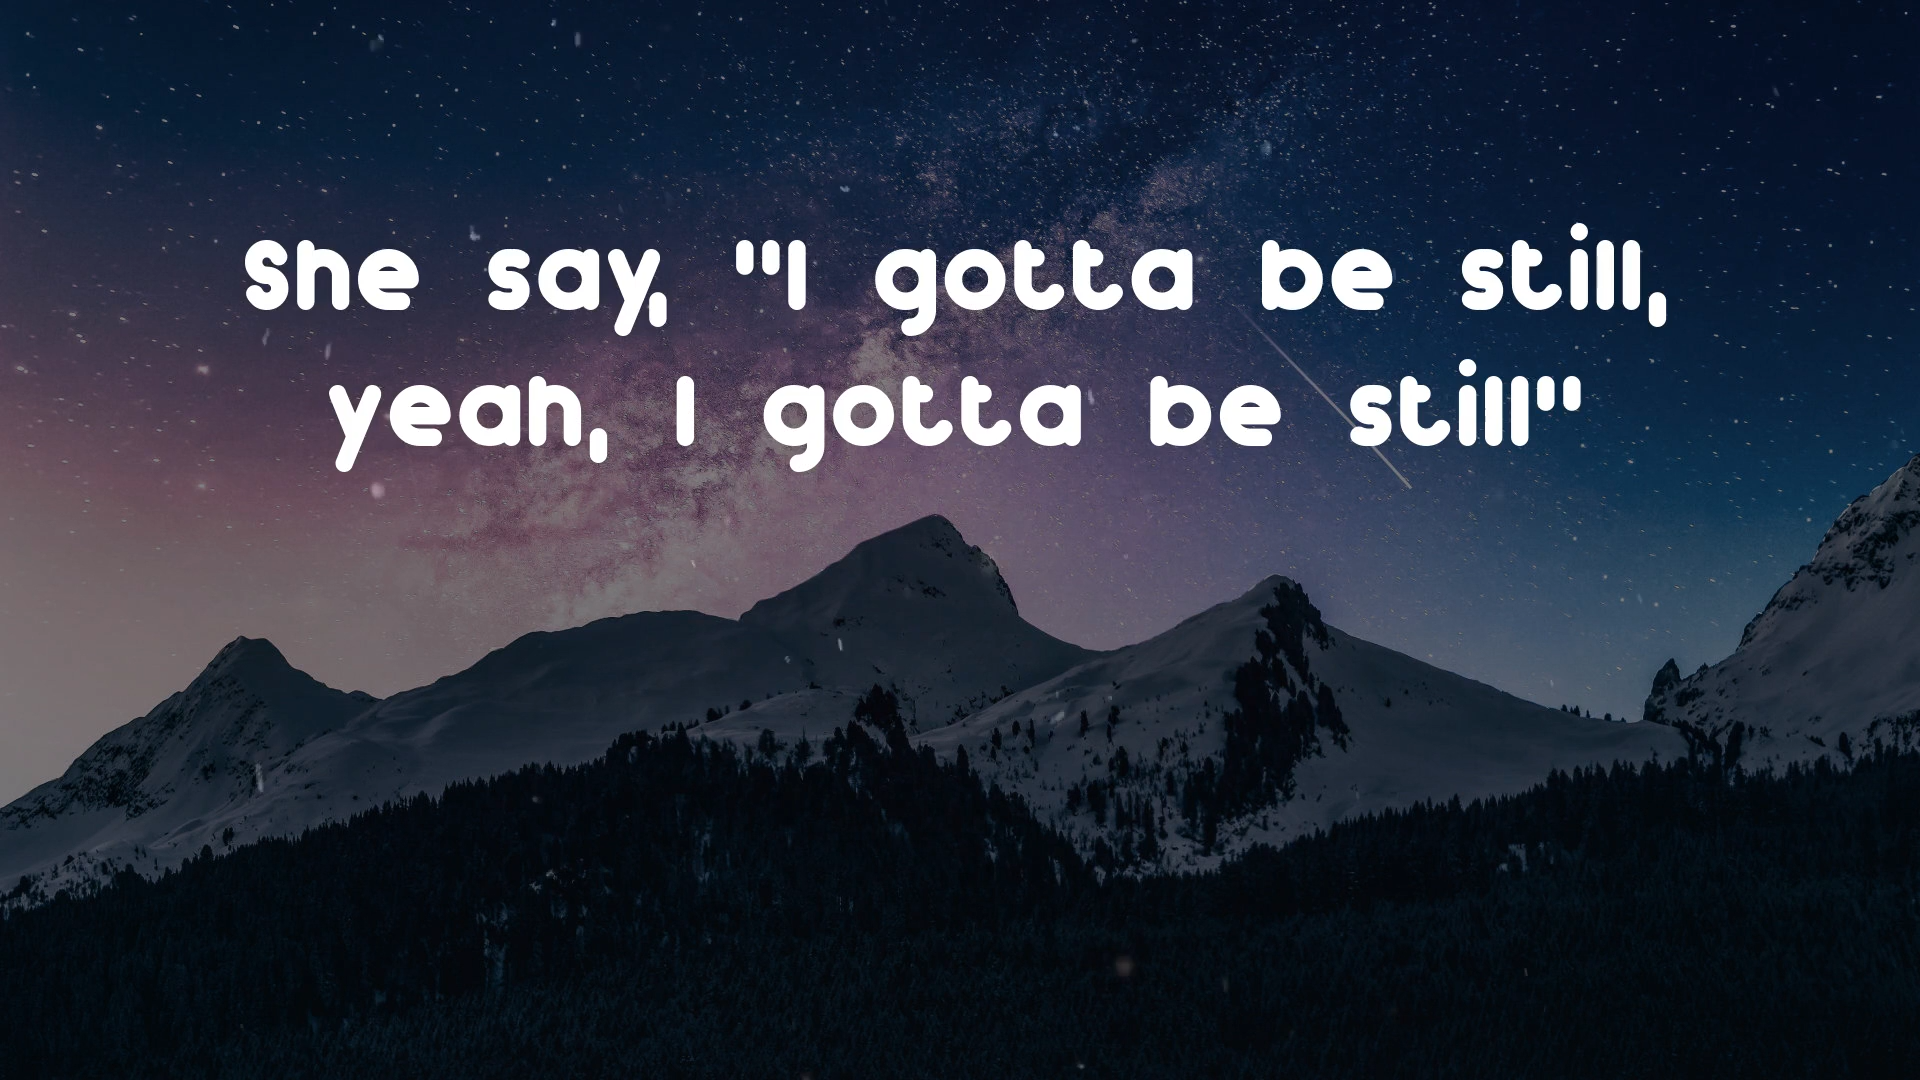 She say, "I gotta be still,
yeah, I gotta be still"